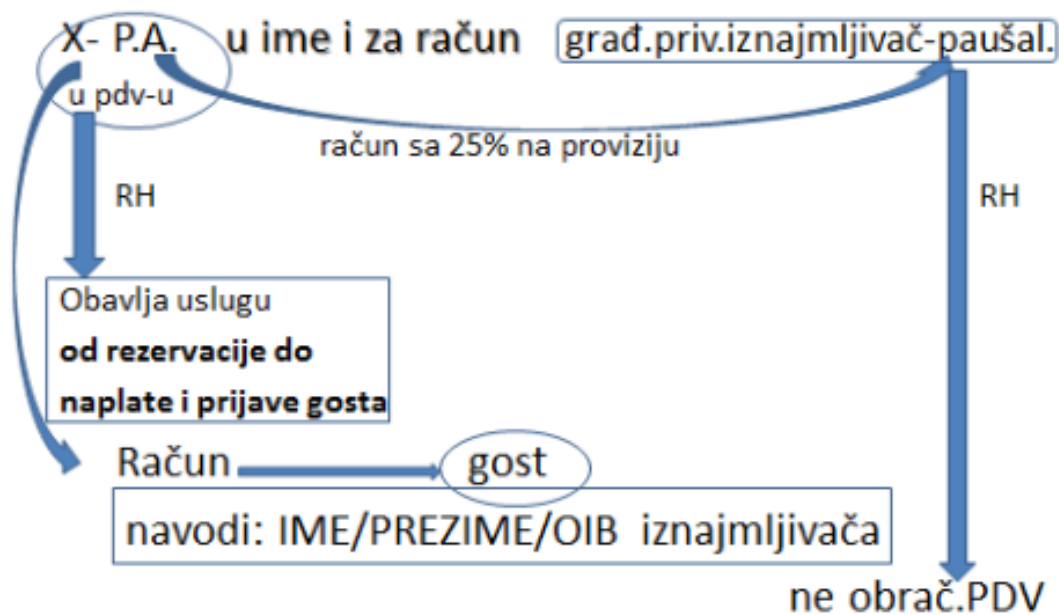 X- P.A. u ime i za račun građ.priv.iznajmljivač-paušal.
u pdv-u
račun sa 25% na proviziju
RH
RH
Obavlja uslugu
od rezervacije do
naplate i prijave gosta
Račun gost
navodi: IME/PREZIME/OIB iznajmljivača
ne obrač.PDV